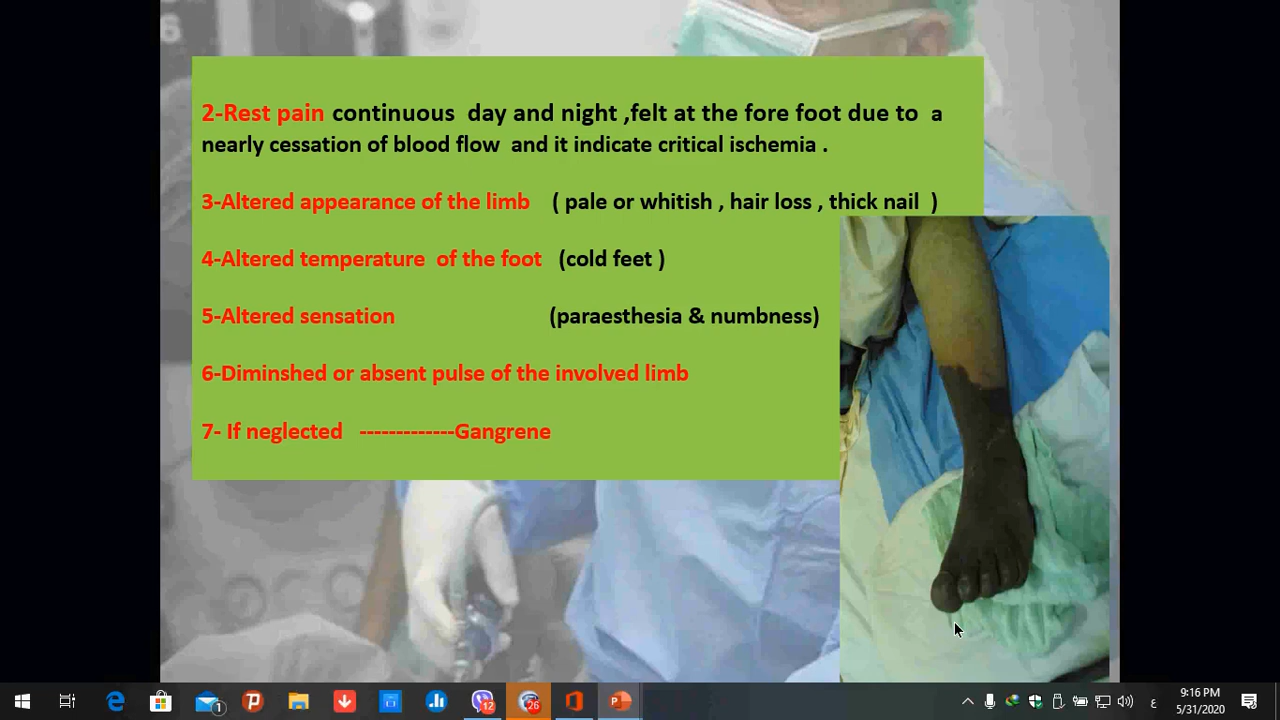 2-Rest pain continuous day and night ,felt at the fore foot due to a
nearly cessation of blood flow and it indicate critical ischemia .
3-Altered appearance of the limb ( pale or whitish , hair loss , thick nail )
4-Altered temperature of the foot (cold feet )
5-Altered sensation (paraesthesia & numbness)
6-Diminshed or absent pulse of the involved limb
7- If neglected -------------Gangrene
1
12
26
ع
9:16 PM
5/31/2020